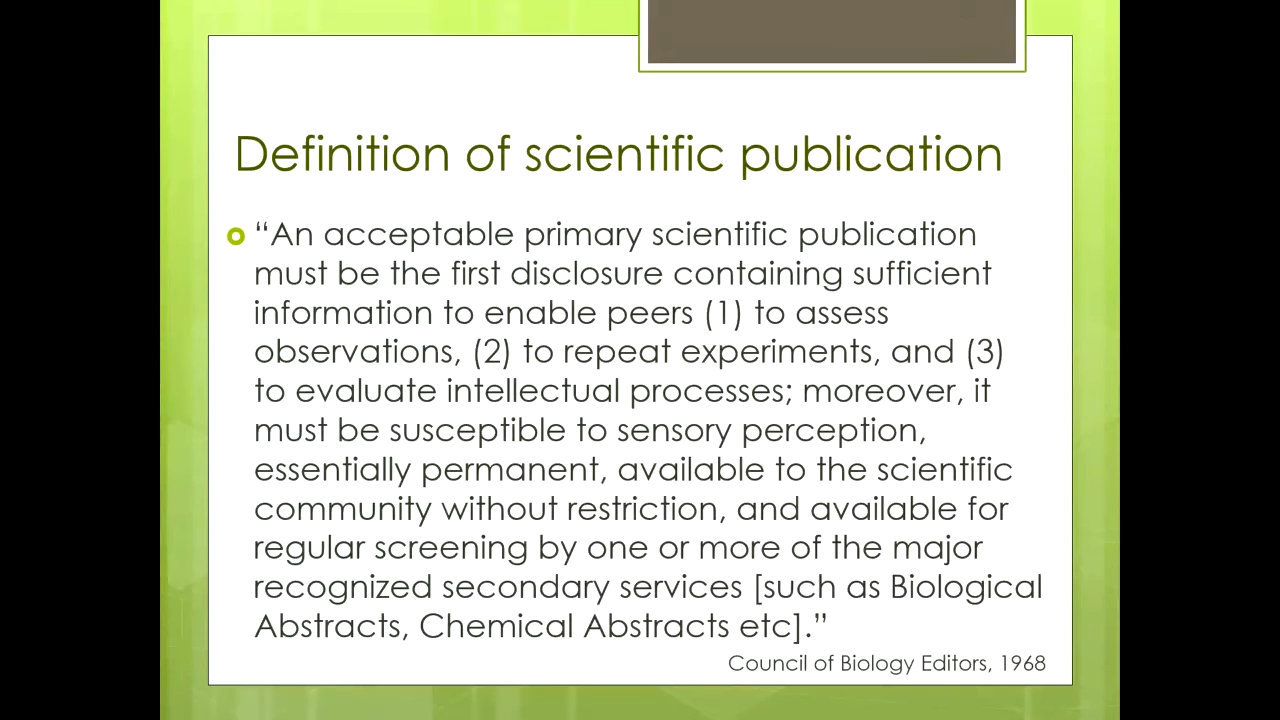 Definition of scientific publication
“An acceptable primary scientific publication
must be the first disclosure containing sufficient
information to enable peers (1) to assess
observations, (2) to repeat experiments, and (3)
to evaluate intellectual processes; moreover, it
must be susceptible to sensory perception,
essentially permanent, available to the scientific
community without restriction, and available for
regular screening by one or more of the major
recognized secondary services [such as Biological
Abstracts, Chemical Abstracts etc].”
Council of Biology Editors, 1968